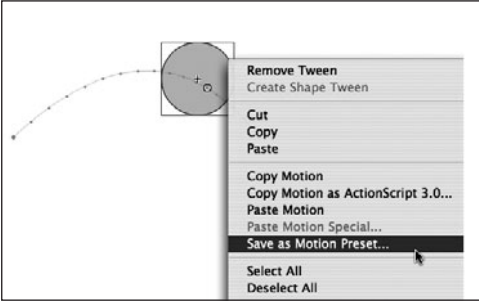 Remove Tween
Create Shape Tween
Cut
Copy
Paste
Copy Motion
Copy Motion as ActionScript 3.0...
Paste Motion
Paste Motion Special...
Save as Motion Preset...
Select All
Deselect All